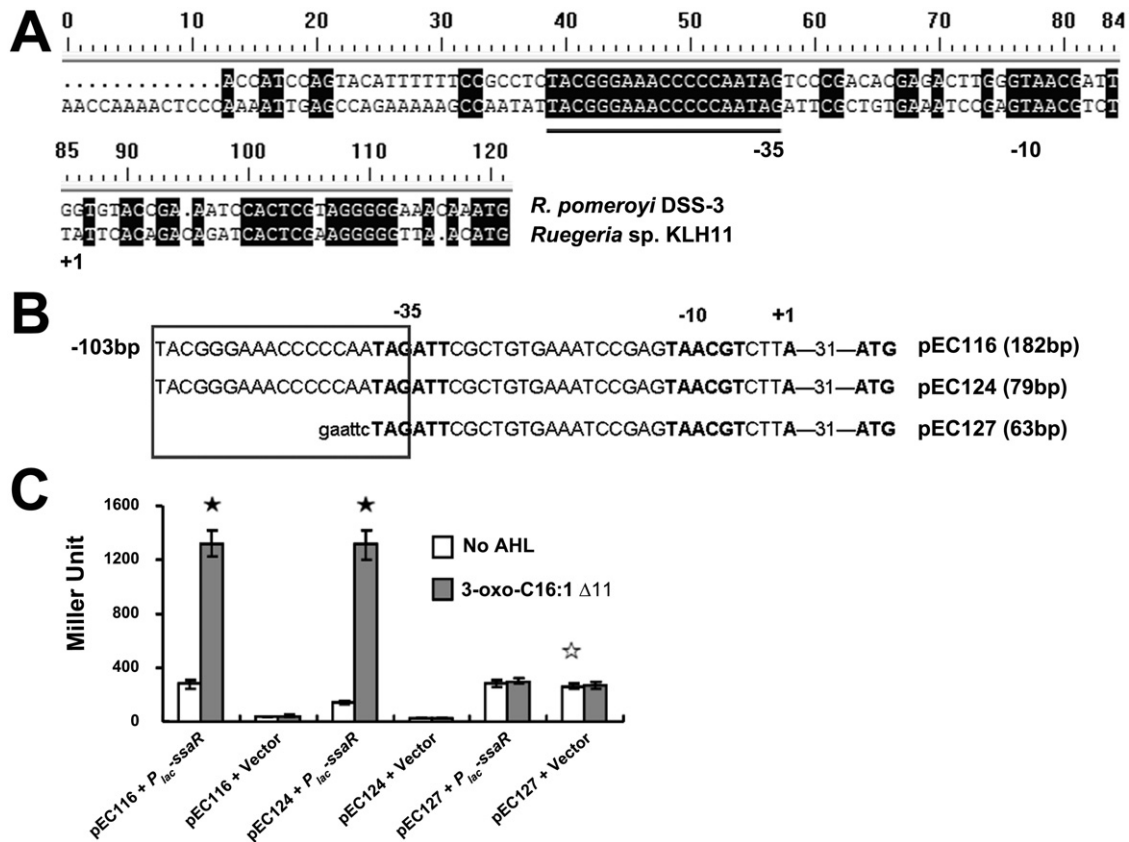 A
0 10 20 30 40 50 60 70 80 84
.............ACCATCCAGTACATTTTTTCCGCCTCTACGGGAAACCCCCAATAGTCCCGACACGAGACTTGGGTAACGATT
AACCAAAACTCCCAAAATTGAGCCAGAAAAAGCCAATATTACGGGAAACCCCCAATAGATTCGCTGTGAAATCCGAGTAACGTCT
-35 -10
85 90 100 110 120
GGTGTACCGA.AATCCACTCGTAGGGGGAAACAAATG R. pomeroyi DSS-3
TATTCACAGACAGATCACTCGAAGGGGGTTA.ACATG Ruegeria sp. KLH11
+1
B
-35 -10 +1
-103bp TACGGGAAACCCCCAATAGATTCGCTGTGAAATCCGAGTAACGTCTTA—31—ATG pEC116 (182bp)
TACGGGAAACCCCCAATAGATTCGCTGTGAAATCCGAGTAACGTCTTA—31—ATG pEC124 (79bp)
gaattcTAGATTCGCTGTGAAATCCGAGTAACGTCTTA—31—ATG pEC127 (63bp)
C
Miller Unit
1600
1200
800
400
0
No AHL
3-oxo-C16:1 Δ11
pEC116 + Plac-ssaR
pEC116 + Vector
pEC124 + Plac-ssaR
pEC124 + Vector
pEC127 + Plac-ssaR
pEC127 + Vector